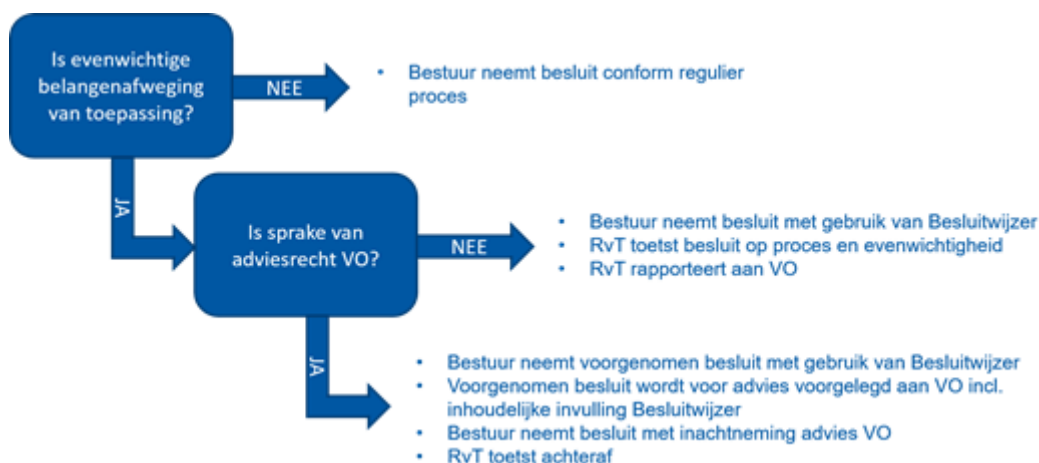 Is evenwichtige
belangenafweging
van toepassing?
NEE
• Bestuur neemt besluit conform regulier
proces
JA
Is sprake van
adviesrecht VO?
NEE
• Bestuur neemt besluit met gebruik van Besluitwijzer
• RvT toetst besluit op proces en evenwichtigheid
• RvT rapporteert aan VO
JA
• Bestuur neemt voorgenomen besluit met gebruik van Besluitwijzer
• Voorgenomen besluit wordt voor advies voorgelegd aan VO incl.
inhoudelijke invulling Besluitwijzer
• Bestuur neemt besluit met inachtneming advies VO
• RvT toetst achteraf